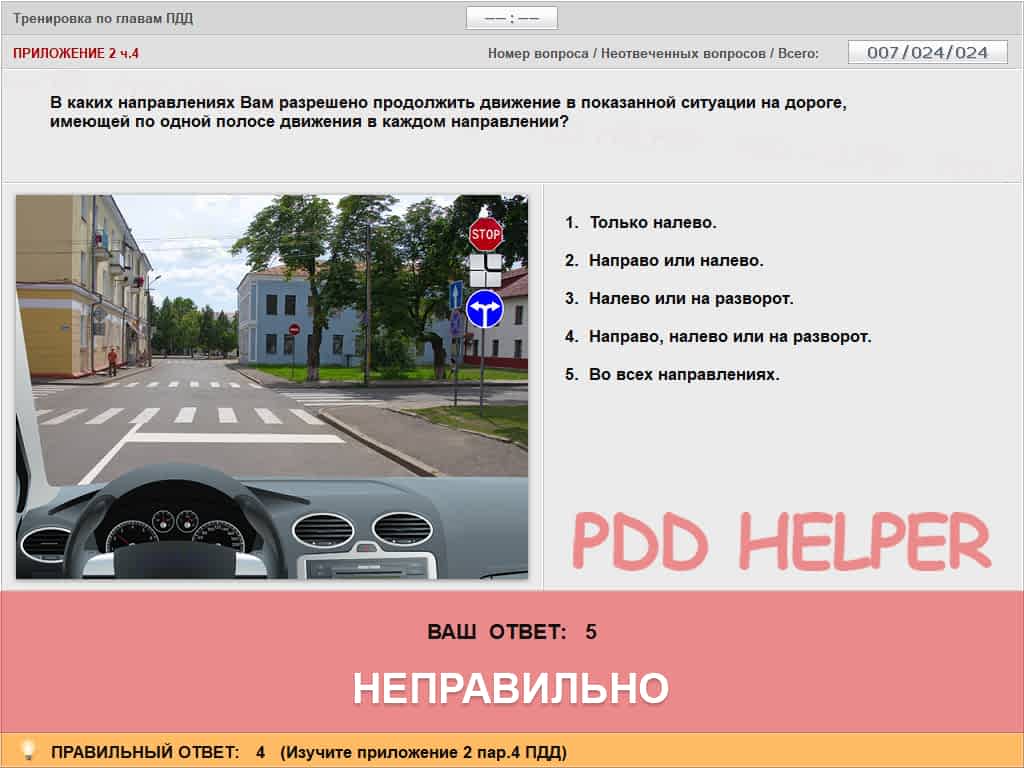 Тренировка по главам ПДД
–– : ––
ПРИЛОЖЕНИЕ 2 ч.4
Номер вопроса / Неотвеченных вопросов / Всего:
007/024/024
В каких направлениях Вам разрешено продолжить движение в показанной ситуации на дороге,
имеющей по одной полосе движения в каждом направлении?
STOP
1. Только налево.
2. Направо или налево.
3. Налево или на разворот.
4. Направо, налево или на разворот.
5. Во всех направлениях.
PDD HELPER
ВАШ ОТВЕТ: 5
НЕПРАВИЛЬНО
ПРАВИЛЬНЫЙ ОТВЕТ: 4 (Изучите приложение 2 пар.4 ПДД)